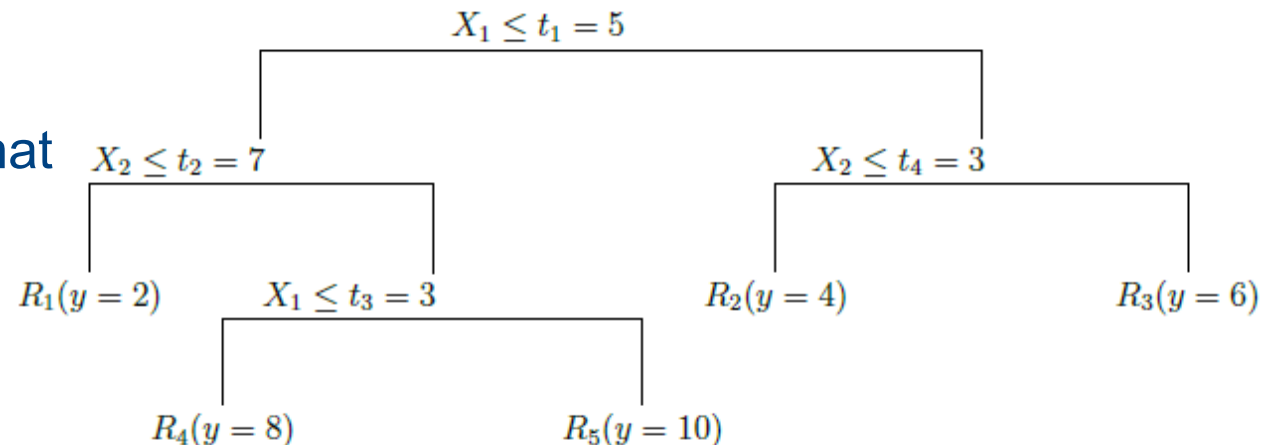 X₁ ≤ t₁ = 5
hat X₂ ≤ t₂ = 7 X₂ ≤ t₄ = 3
R₁(y = 2) X₁ ≤ t₃ = 3 R₂(y = 4) R₃(y = 6)
R₄(y = 8) R₅(y = 10)